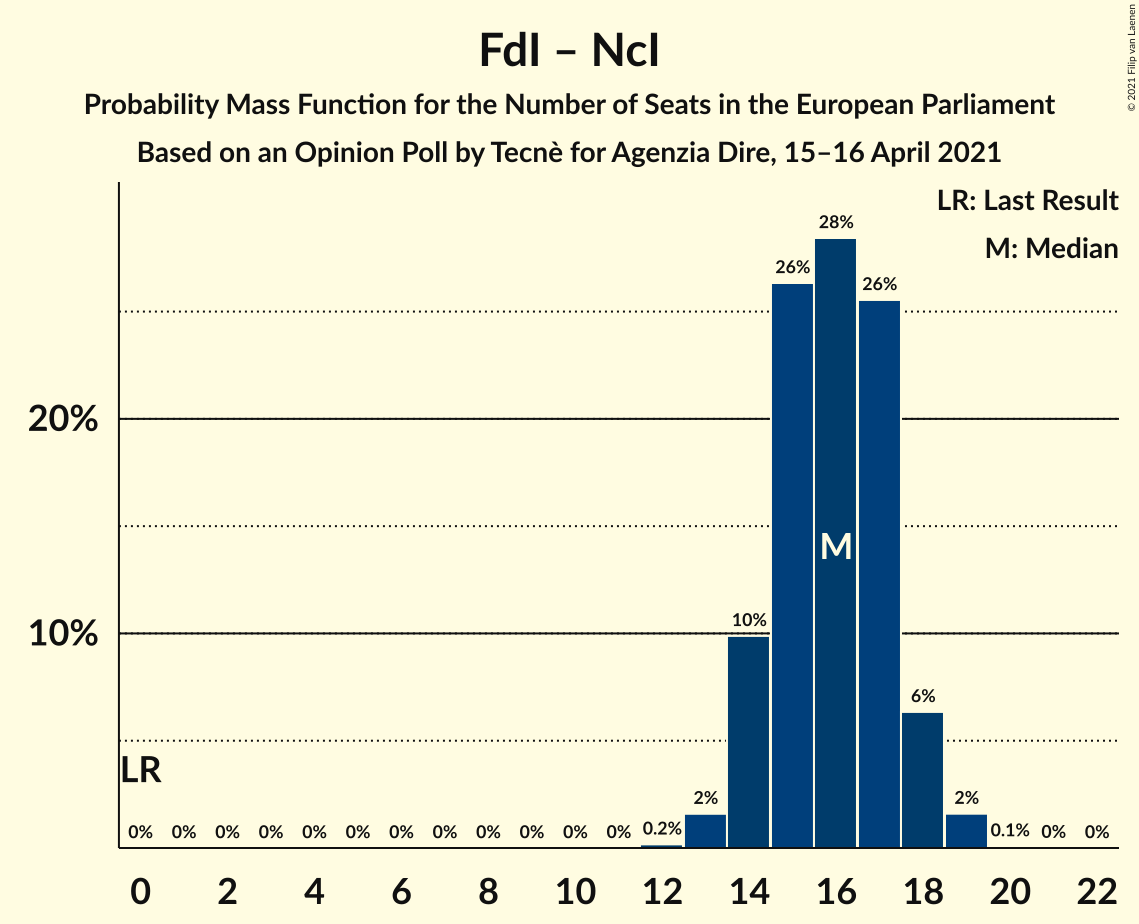 FdI – NcI
Probability Mass Function for the Number of Seats in the European Parliament
Based on an Opinion Poll by Tecnè for Agenzia Dire, 15–16 April 2021
© 2021 Filip van Laenen
LR: Last Result
M: Median
28%
26%
26%
20%
M
10%
10%
6%
LR
2%
2%
0% 0% 0% 0% 0% 0% 0% 0% 0% 0% 0% 0% 0.2% 0.1% 0% 0%
0 2 4 6 8 10 12 14 16 18 20 22